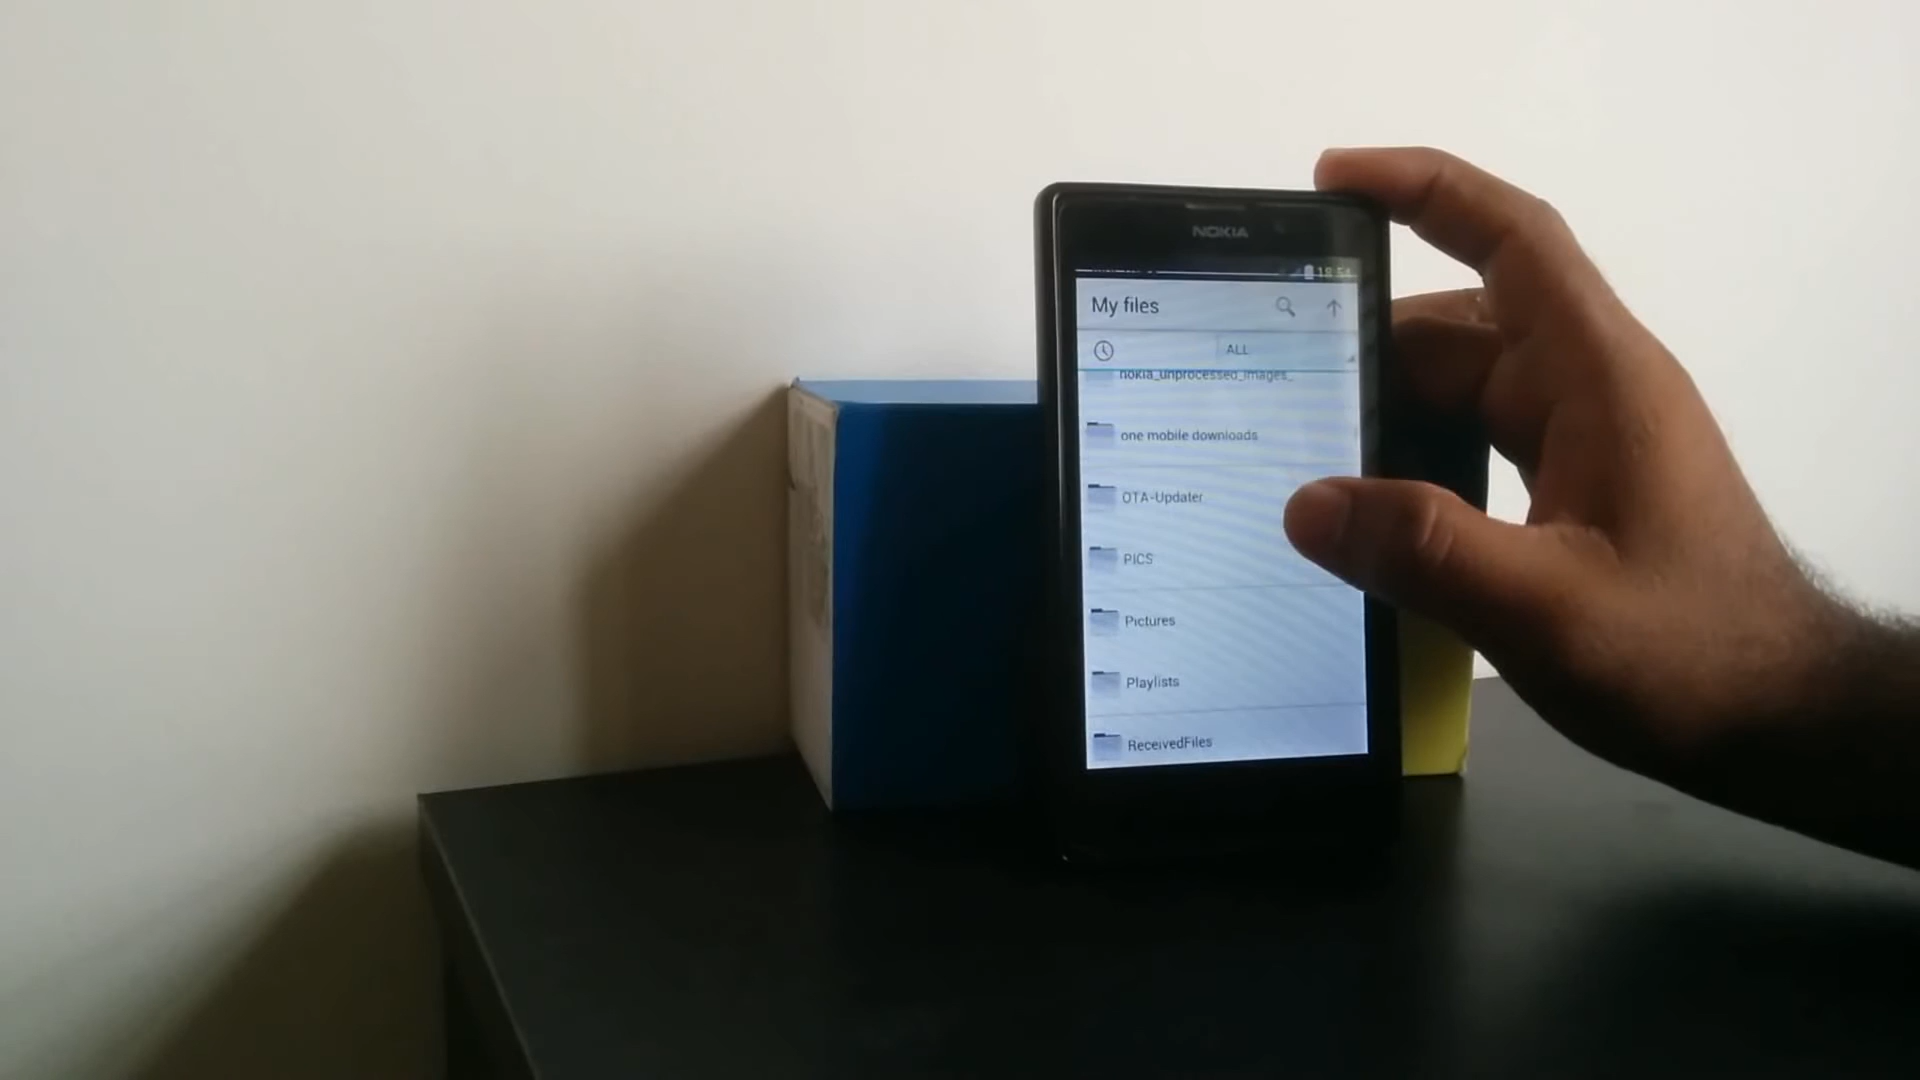 NOKIA
18:54
My files
ALL
nokia_unprocessed_images_
one mobile downloads
OTA-Updater
PICS
Pictures
Playlists
ReceivedFiles